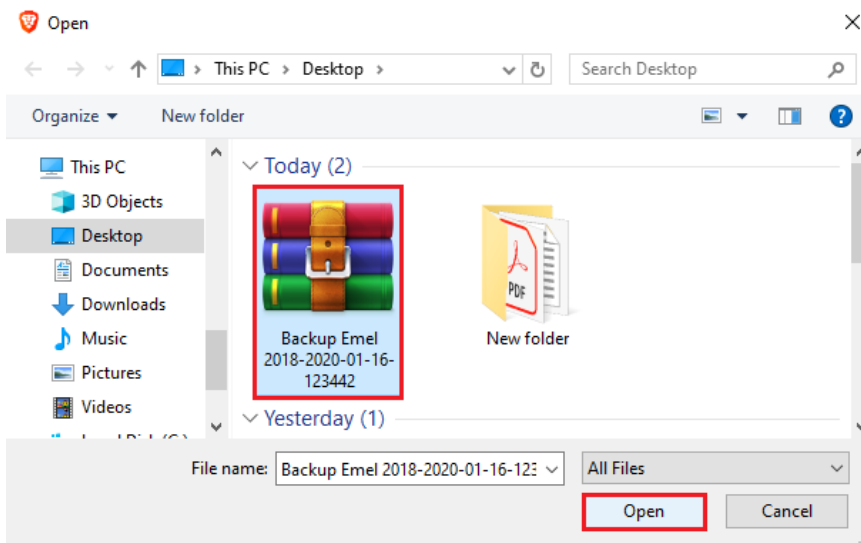 Open
This PC > Desktop >
Search Desktop
Organize
New folder
This PC
3D Objects
Desktop
Documents
Downloads
Music
Pictures
Videos
Today (2)
PDF
Backup Emel
2018-2020-01-16-
123442
New folder
Yesterday (1)
File name: Backup Emel 2018-2020-01-16-123
All Files
Open
Cancel